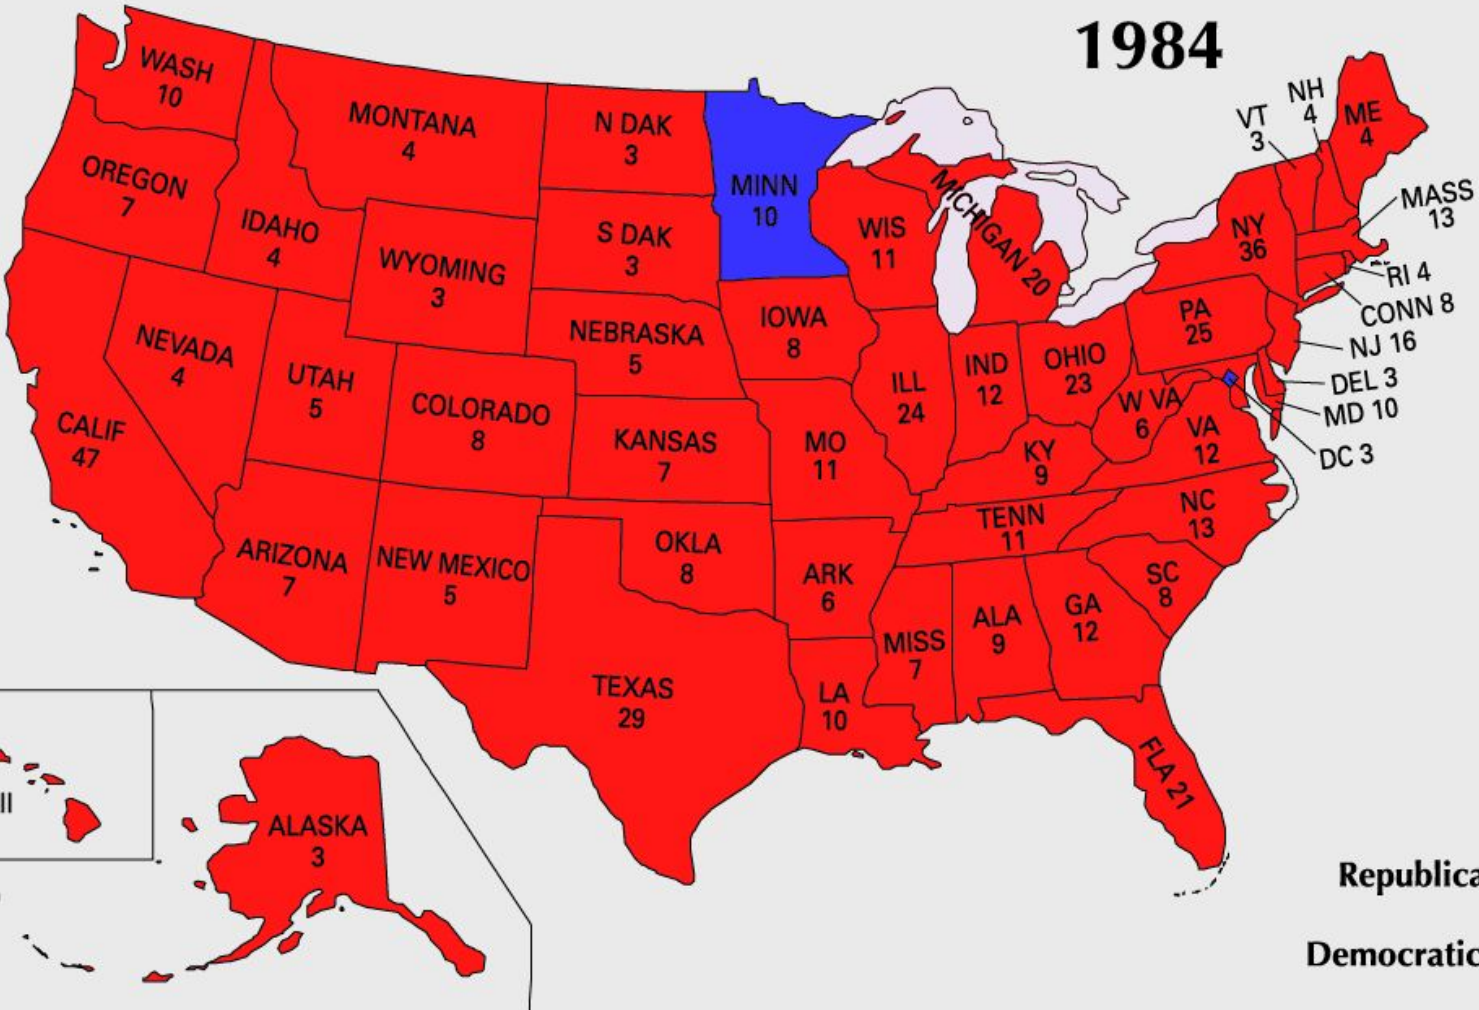 1984
WASH
10
OREGON
7
CALIF
47
IDAHO
4
NEVADA
4
MONTANA
4
WYOMING
3
UTAH
5
ARIZONA
7
COLORADO
8
NEW MEXICO
5
N DAK
3
S DAK
3
NEBRASKA
5
KANSAS
7
OKLA
8
TEXAS
29
MINN
10
IOWA
8
MO
11
ARK
6
LA
10
WIS
11
ILL
24
MICHIGAN 20
IND
12
OHIO
23
KY
9
TENN
11
MISS
7
ALA
9
GA
12
FLA 21
SC
8
NC
13
VA
12
W VA
6
PA
25
NY
36
VT
3
NH
4
ME
4
MASS
13
RI 4
CONN 8
NJ 16
DEL 3
MD 10
DC 3
II
ALASKA
3
Republica
Democratic